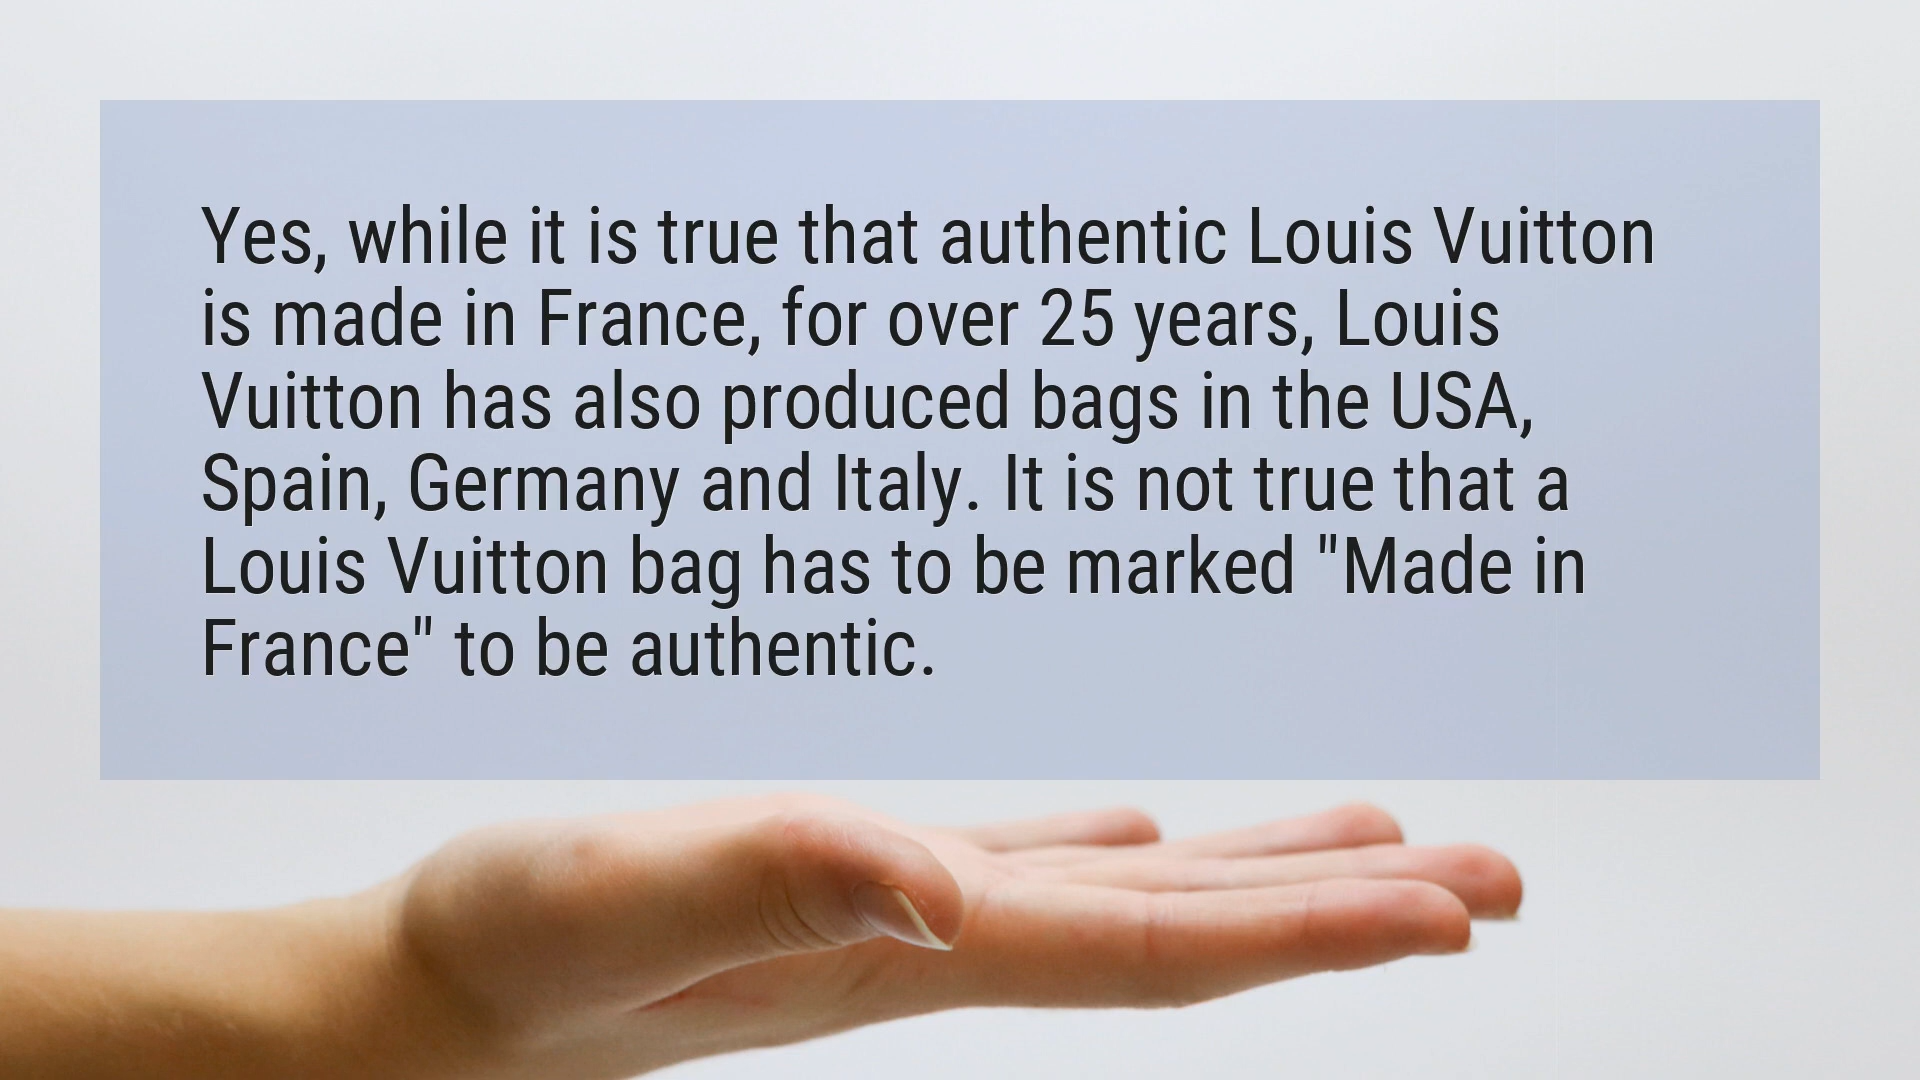 Yes, while it is true that authentic Louis Vuitton
is made in France, for over 25 years, Louis
Vuitton has also produced bags in the USA,
Spain, Germany and Italy. It is not true that a
Louis Vuitton bag has to be marked "Made in
France" to be authentic.